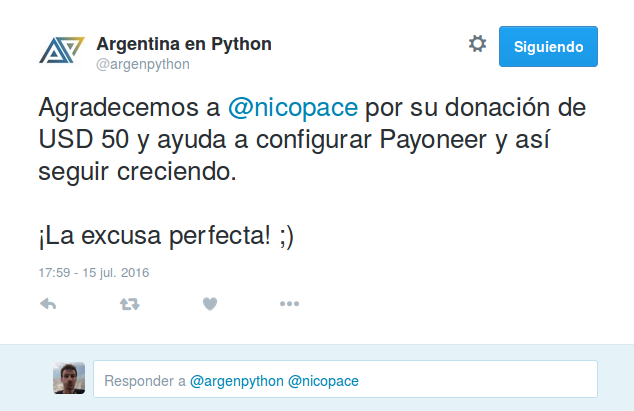 Argentina en Python
@argenpython
Siguiendo
Agradecemos a @nicopace por su donación de
USD 50 y ayuda a configurar Payoneer y así
seguir creciendo.
¡La excusa perfecta! ;)
17:59 - 15 jul. 2016
Responder a @argenpython @nicopace